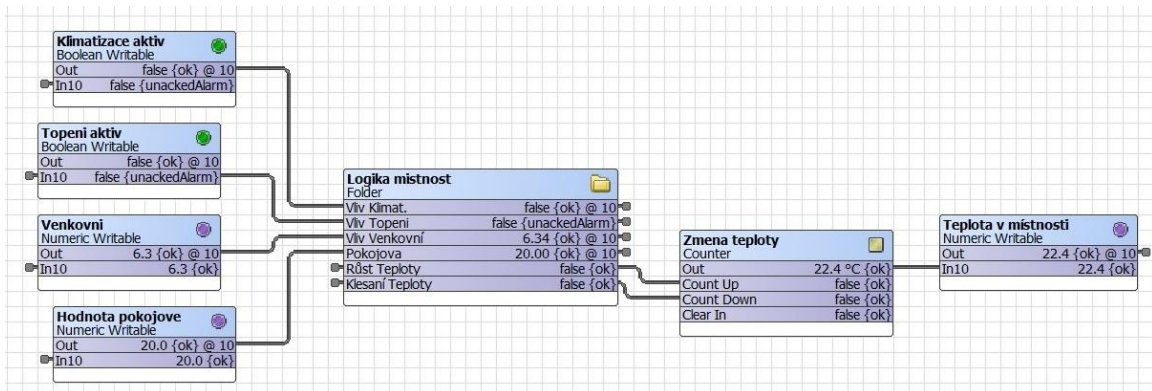 Klimatizace aktiv
Boolean Writable
Out false {ok} @ 10
In10 false {unackedAlarm}
Topeni aktiv
Boolean Writable
Out false {ok} @ 10
In10 false {unackedAlarm}
Venkovni
Numeric Writable
Out 6.3 {ok} @ 10
In10 6.3 {ok}
Hodnota pokojove
Numeric Writable
Out 20.0 {ok} @ 10
In10 20.0 {ok}
Logika mistnost
Folder
Vliv Klimat. false {ok} @ 10
Vliv Topeni false {unackedAlarm}
Vliv Venkovní 6.34 {ok} @ 10
Pokojova 20.00 {ok} @ 10
Růst Teploty false {ok}
Klesaní Teploty false {ok}
Zmena teploty
Counter
Out 22.4 °C {ok}
Count Up false {ok}
Count Down false {ok}
Clear In false {ok}
Teplota v místnosti
Numeric Writable
Out 22.4 {ok} @ 10
In10 22.4 {ok}